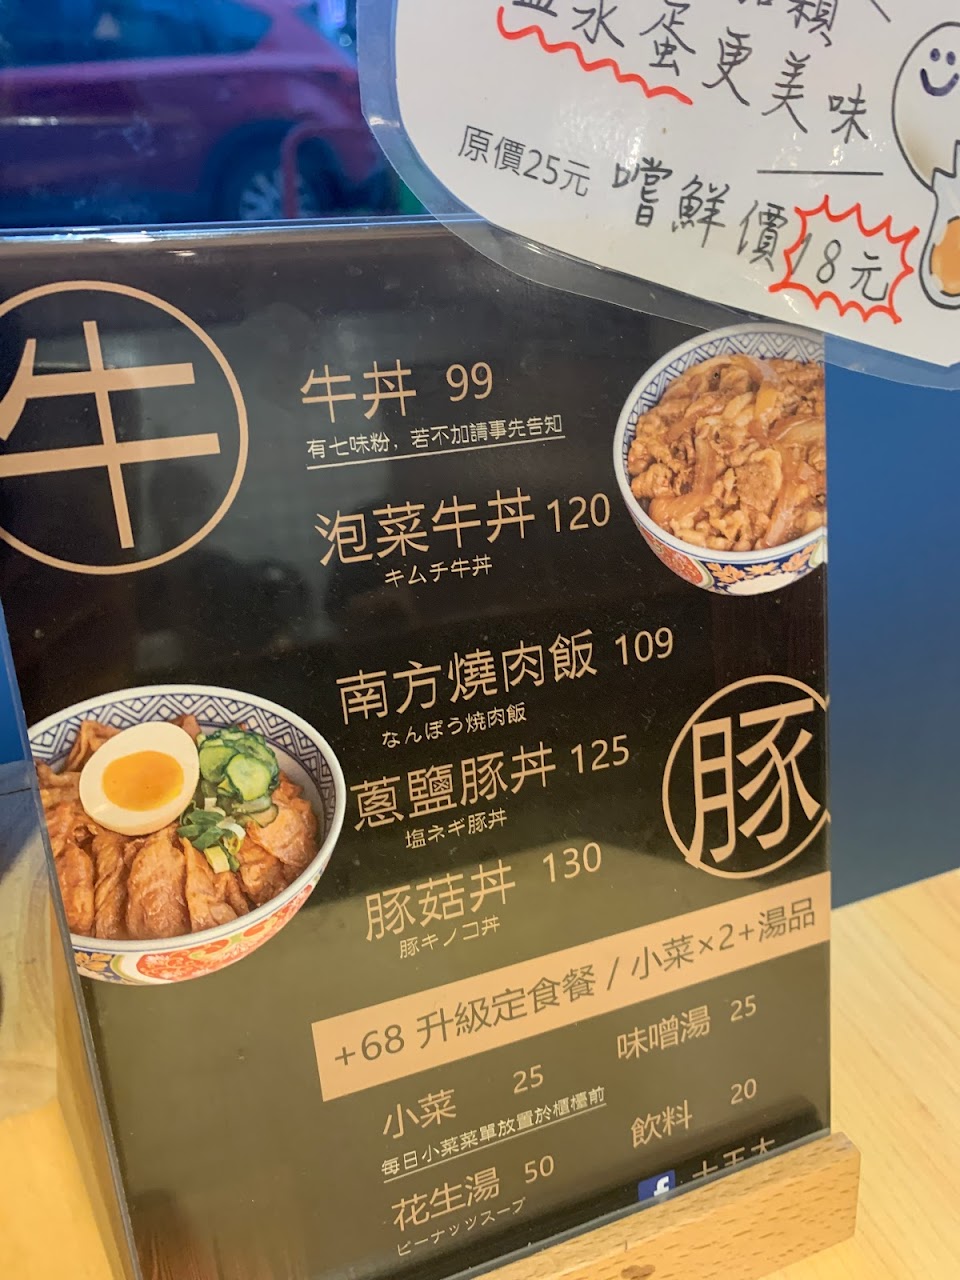 水蛋更美味
原價25元 嚐鮮價18元
牛
牛丼 99
有七味粉，若不加請事先告知
泡菜牛丼 120
キムチ牛丼
南方燒肉飯 109
なんぽう焼肉飯
蔥鹽豚丼 125
塩ネギ豚丼
豚
豚菇丼 130
豚キノコ丼
+68 升級定食餐 / 小菜×2+湯品
小菜 25
每日小菜菜單放置於櫃檯前
味噌湯 25
飲料 20
花生湯 50
ピーナッツスープ
f